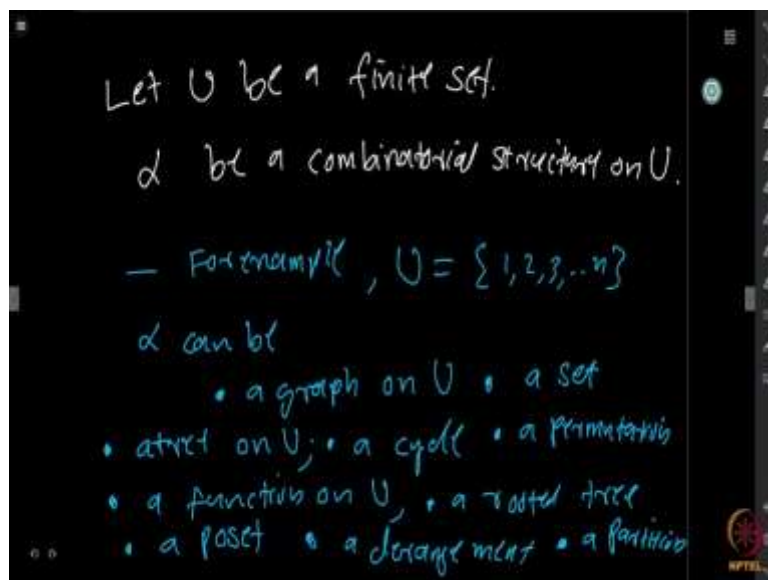 Let U be a finite set.
α be a combinatorial structure on U.
— For example, U = {1,2,3,..n}
α can be
• a graph on U • a set
• a tree on U; • a cycle • a permutation
• a function on U, • a rooted tree
• a poset • a derangement • a Partition
NPTEL